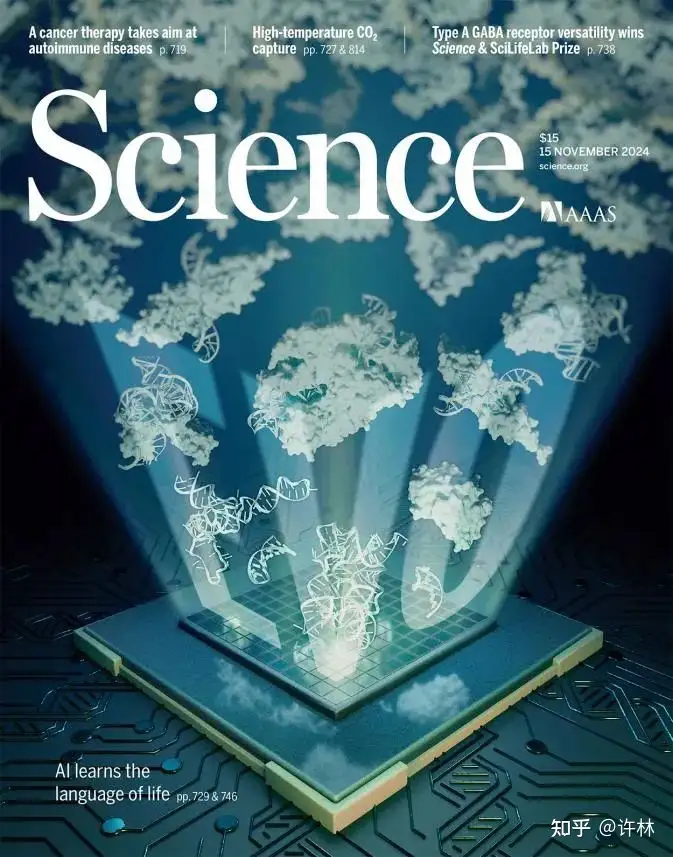 A cancer therapy takes aim at
autoimmune diseases p. 719
High-temperature CO₂
capture pp. 727 & 814
Type A GABA receptor versatility wins
Science & SciLifeLab Prize p. 738
Science
$15
15 NOVEMBER 2024
science.org
AAAS
EVO
AI learns the
language of life pp. 729 & 746
知乎 @许林